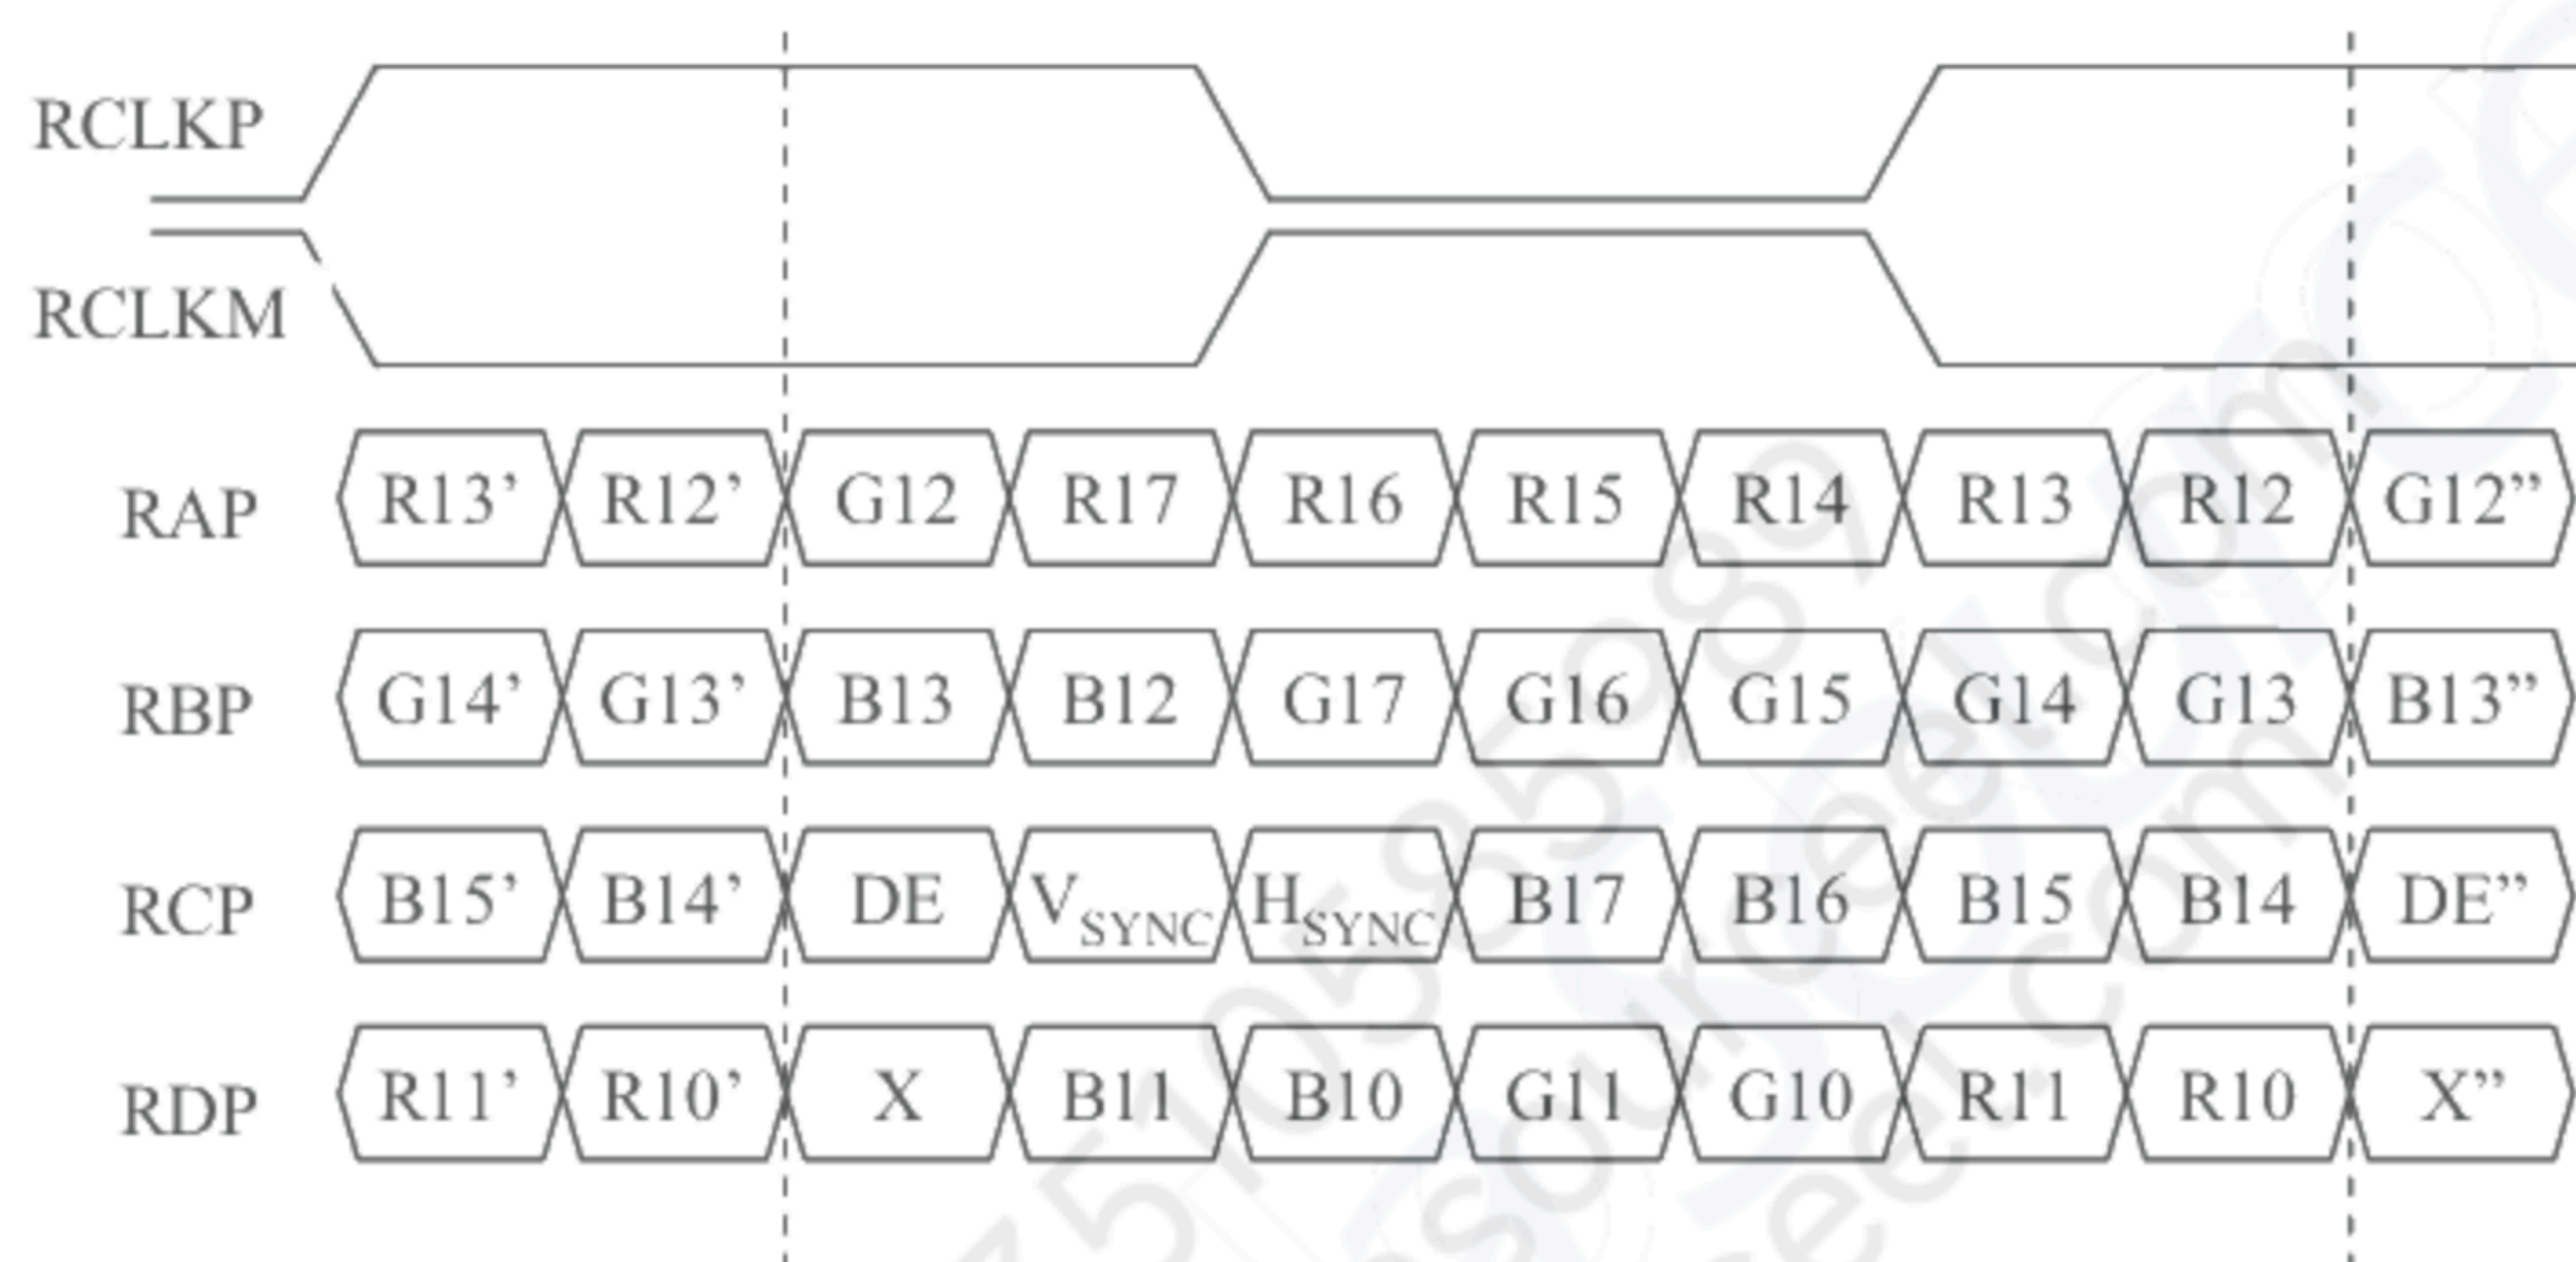 RCLKP
RCLKM
RAP R13’ R12’ G12 R17 R16 R15 R14 R13 R12 G12”
RBP G14’ G13’ B13 B12 G17 G16 G15 G14 G13 B13”
RCP B15’ B14’ DE VSYNC HSYNC B17 B16 B15 B14 DE”
RDP R11’ R10’ X B11 B10 G11 G10 R11 R10 X”